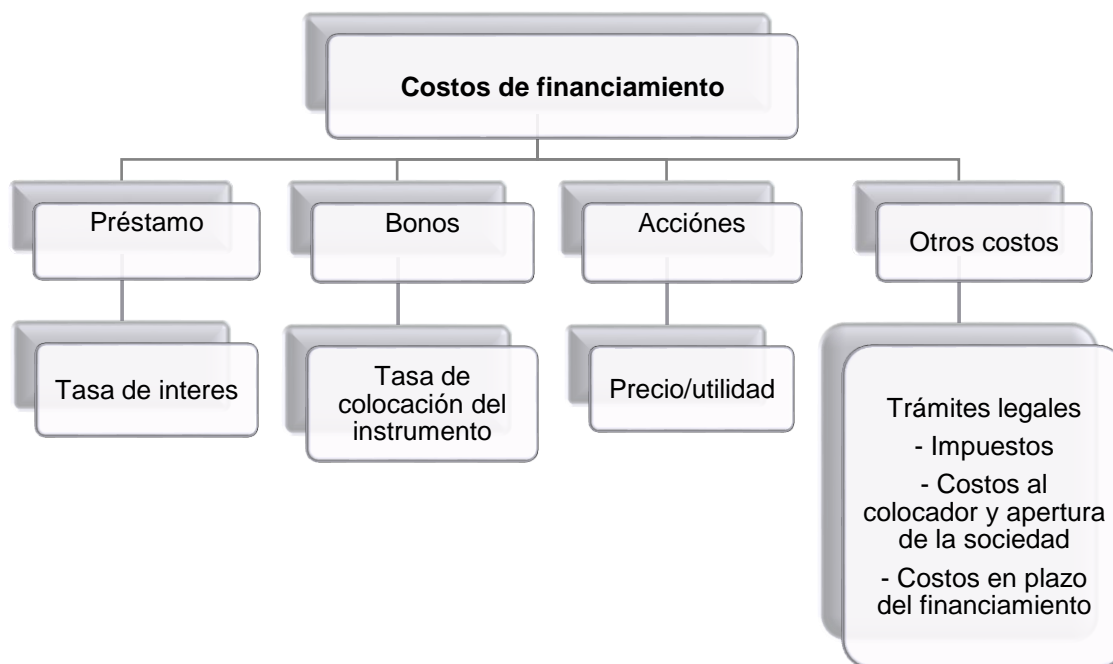 Costos de financiamiento
Préstamo
Bonos
Acciónes
Otros costos
Tasa de interes
Tasa de
colocación del
instrumento
Precio/utilidad
Trámites legales
- Impuestos
- Costos al
colocador y apertura
de la sociedad
- Costos en plazo
del financiamiento